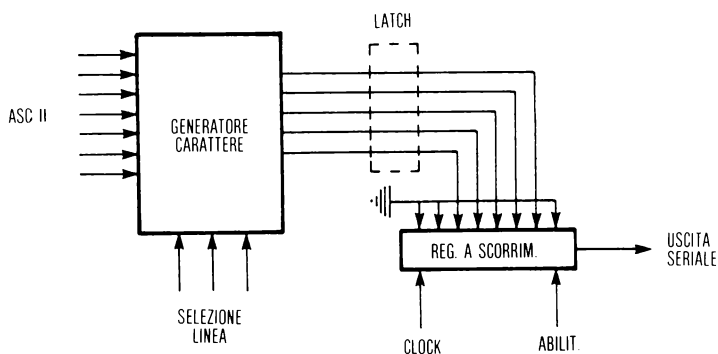 LATCH
ASC II
GENERATORE
CARATTERE
REG. A SCORRIM.
USCITA
SERIALE
SELEZIONE
LINEA
CLOCK
ABILIT.